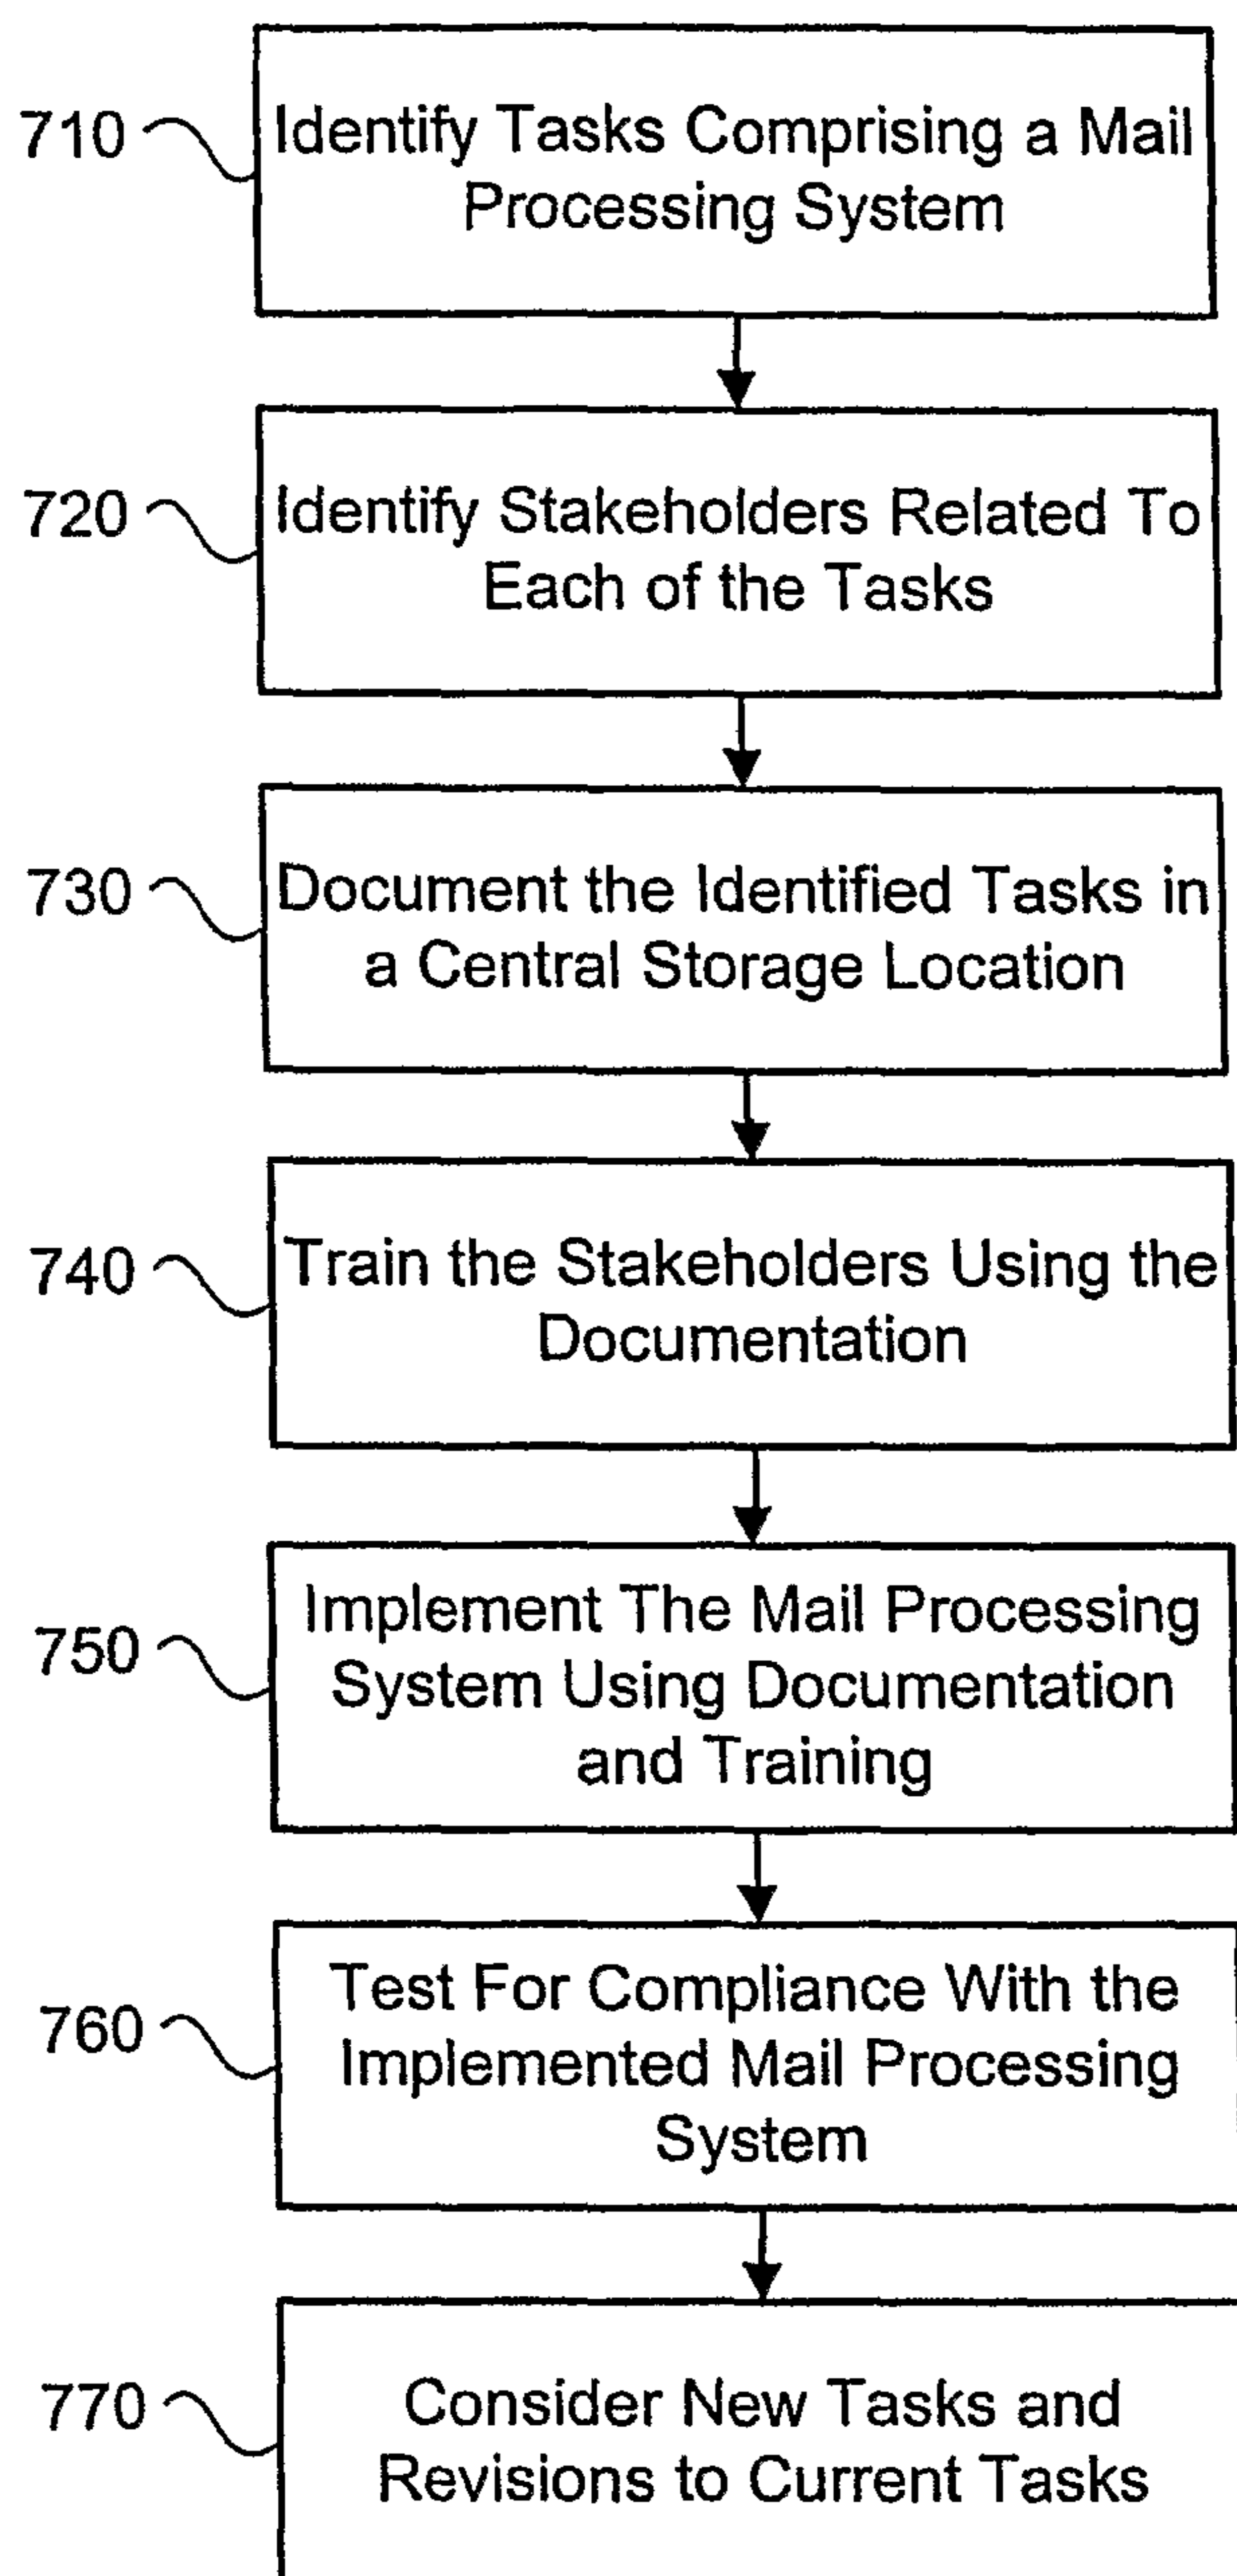 710
Identify Tasks Comprising a Mail
Processing System
720
Identify Stakeholders Related To
Each of the Tasks
730
Document the Identified Tasks in
a Central Storage Location
740
Train the Stakeholders Using the
Documentation
750
Implement The Mail Processing
System Using Documentation
and Training
760
Test For Compliance With the
Implemented Mail Processing
System
770
Consider New Tasks and
Revisions to Current Tasks